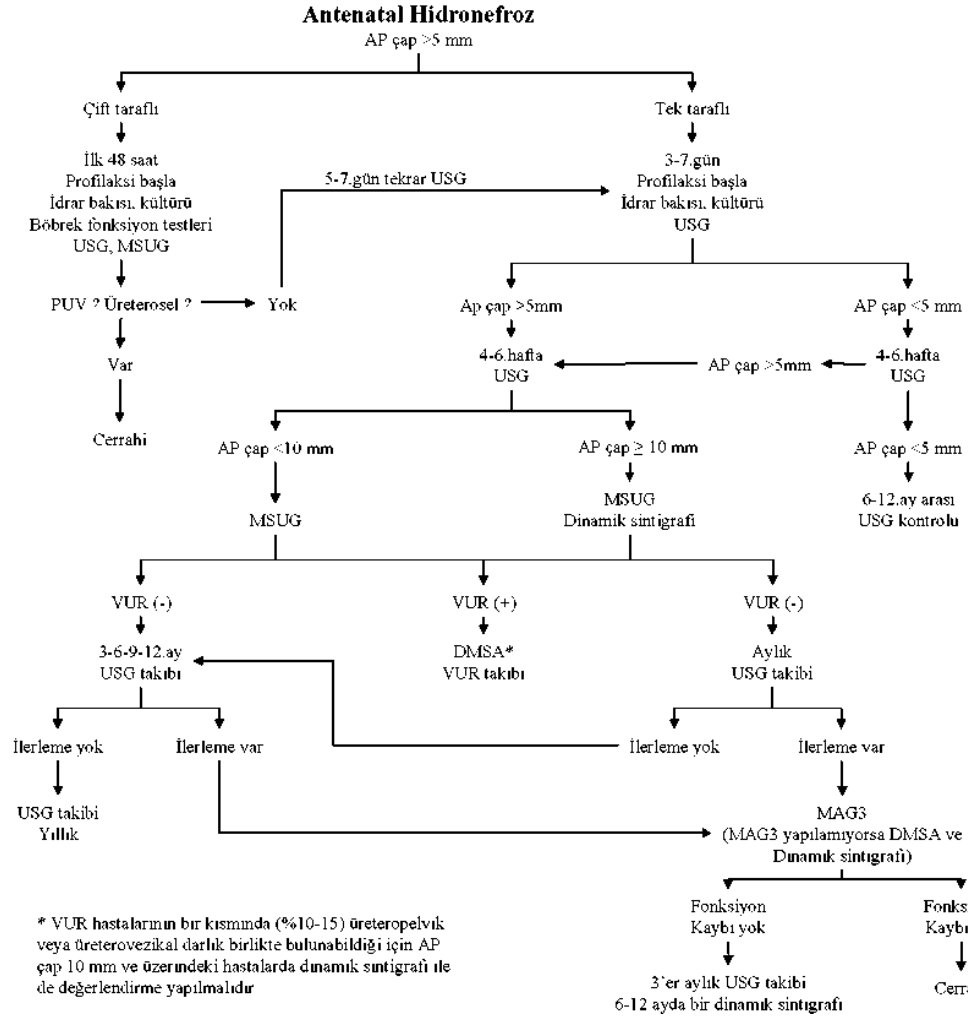 Antenatal Hidronefroz
AP çap >5 mm
Çift taraflı
Tek taraflı
İlk 48 saat
Profilaksi başla
İdrar bakısı, kültürü
Böbrek fonksiyon testleri
USG, MSUG
5-7.gün tekrar USG
3-7.gün
Profilaksi başla
İdrar bakısı, kültürü
USG
PUV ? Üreterosel ?
Yok
Ap çap >5mm
AP çap <5 mm
Var
4-6.hafta
USG
AP çap >5mm
4-6.hafta
USG
Cerrahi
AP çap <10 mm
AP çap ≥ 10 mm
AP çap <5 mm
MSUG
MSUG
Dinamik sintigrafi
6-12.ay arası
USG kontrolu
VUR (-)
VUR (+)
VUR (-)
3-6-9-12.ay
USG takibi
DMSA*
VUR takibi
Aylık
USG takibi
İlerleme yok
İlerleme var
İlerleme yok
İlerleme var
USG takibi
Yıllık
MAG3
(MAG3 yapılamıyorsa DMSA ve
Dinamik sintigrafi)
* VUR hastalarının bir kısmında (%10-15) üreteropelvik
veya üreterovezikal darlık birlikte bulunabildiği için AP
çap 10 mm ve üzerindeki hastalarda dinamik sintigrafi ile
de değerlendirme yapılmalıdır
Fonksiyon
Kaybı yok
3'er aylık USG takibi
6-12 ayda bir dinamik sintigrafi